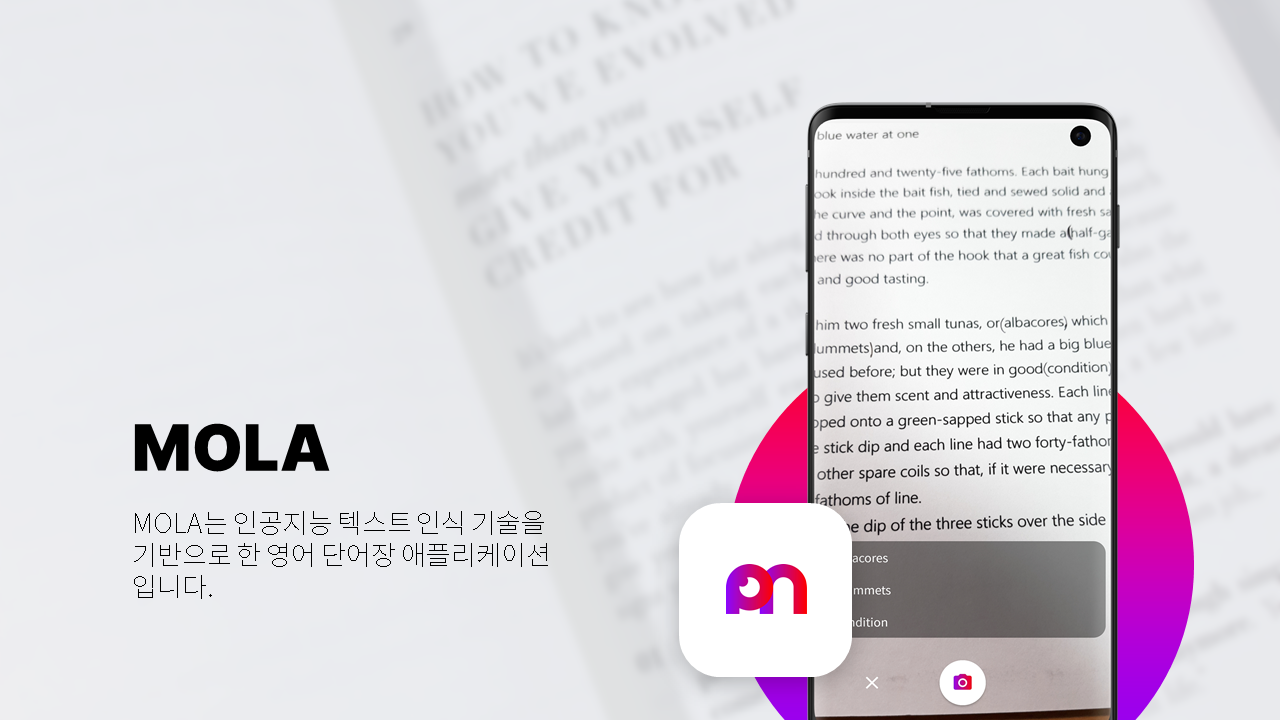 HOW TO KNOW
YOU'VE EVOLVED
more than you
GIVE YOURSELF
CREDIT FOR
MOLA
MOLA는 인공지능 텍스트 인식 기술을
기반으로 한 영어 단어장 애플리케이션
입니다.
blue water at one
hundred and twenty-five fathoms. Each bait hung
ook inside the bait fish, tied and sewed solid and
he curve and the point, was covered with fresh sa
d through both eyes so that they made a(half-ga
ere was no part of the hook that a great fish cou
and good tasting.
him two fresh small tunas, or(albacores) which
lummets)and, on the others, he had a big blue
used before; but they were in good(condition)
o give them scent and attractiveness. Each line
pped onto a green-sapped stick so that any p
e stick dip and each line had two forty-fathor
other spare coils so that, if it were necessary
fathoms of line.
e dip of the three sticks over the side
acores
mmets
ndition